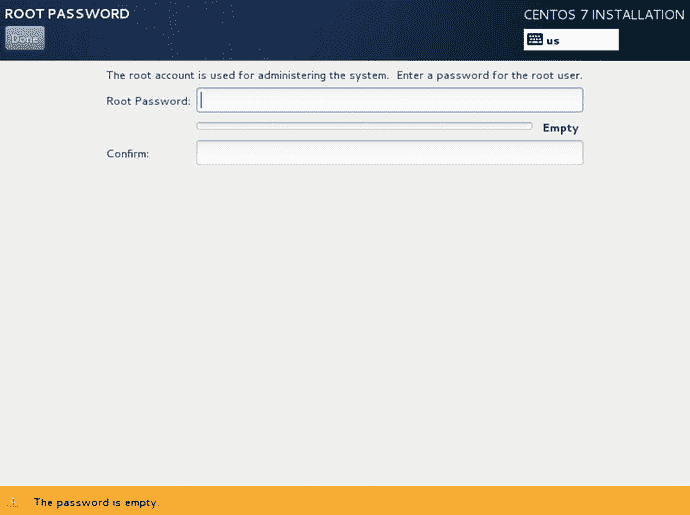 ROOT PASSWORD
CENTOS 7 INSTALLATION
Done
us
The root account is used for administering the system. Enter a password for the root user.
Root Password:
Empty
Confirm:
The password is empty.